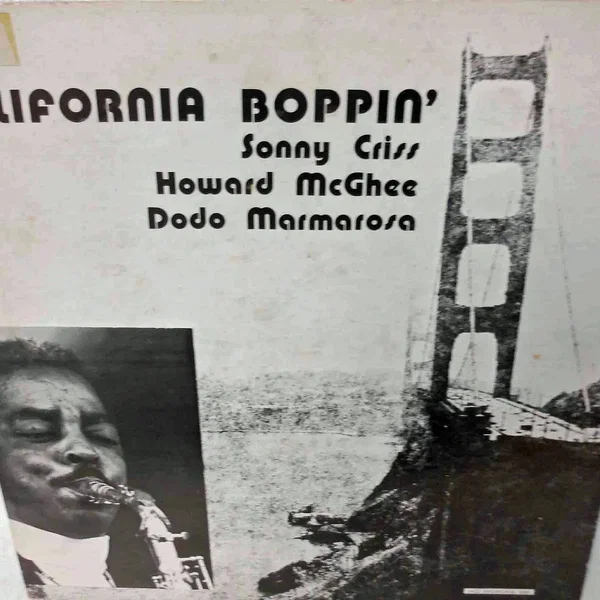 LIFORNIA BOPPIN'
Sonny Criss
Howard McGhee
Dodo Marmarosa